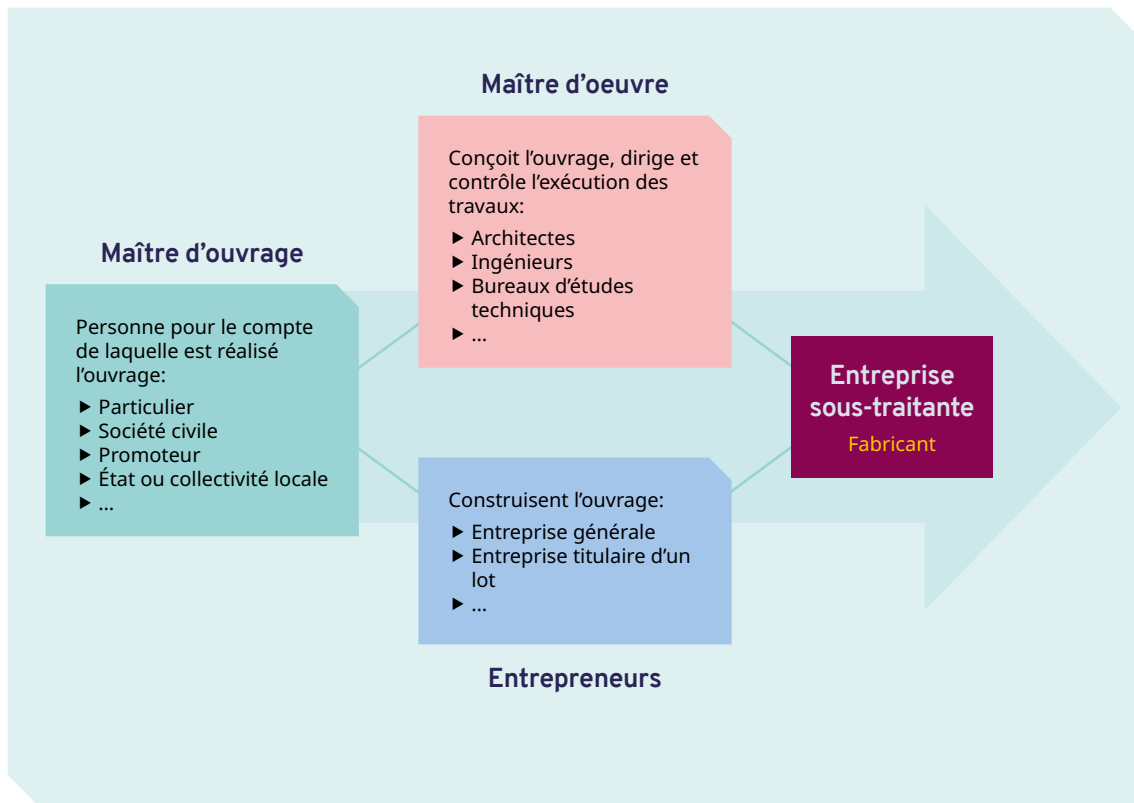 Maître d’ouvrage
Personne pour le compte
de laquelle est réalisé
l’ouvrage:
▶ Particulier
▶ Société civile
▶ Promoteur
▶ État ou collectivité locale
▶ ...
Maître d’oeuvre
Conçoit l’ouvrage, dirige et
contrôle l’exécution des
travaux:
▶ Architectes
▶ Ingénieurs
▶ Bureaux d’études
techniques
▶ ...
Construisent l’ouvrage:
▶ Entreprise générale
▶ Entreprise titulaire d’un
lot
▶ ...
Entrepreneurs
Entreprise
sous-traitante
Fabricant